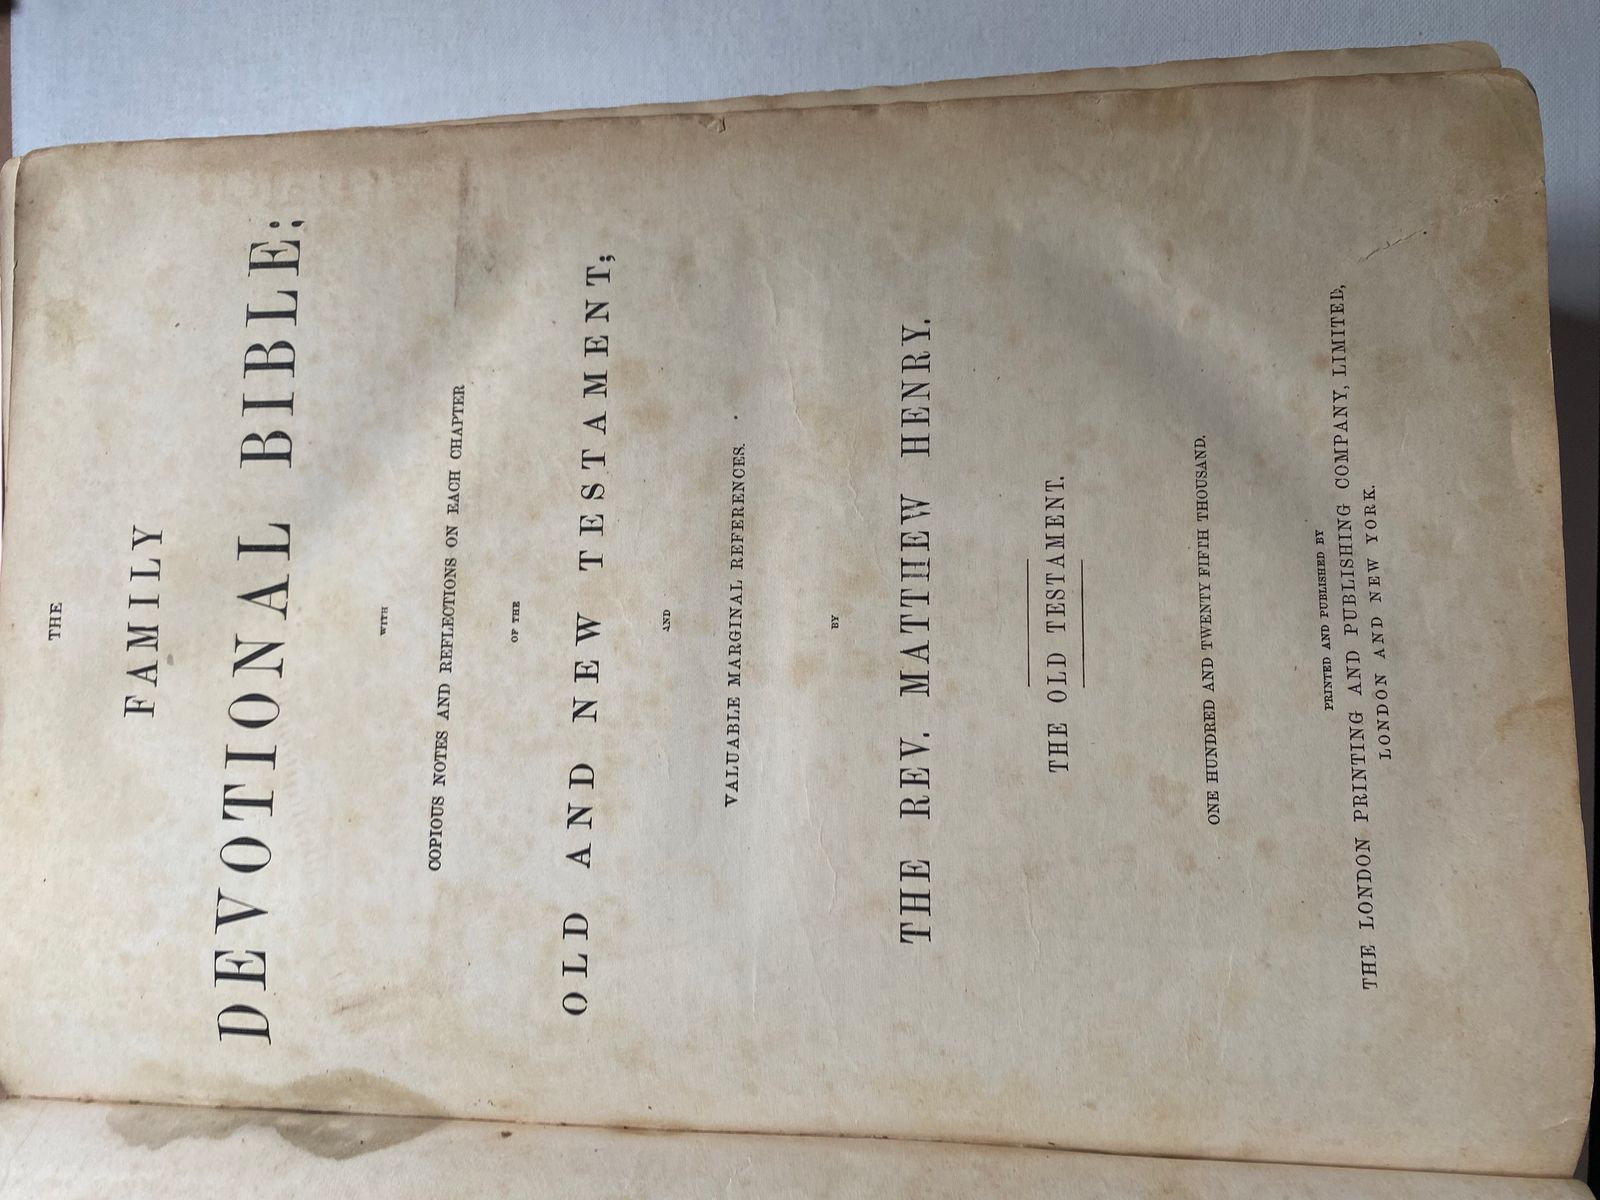 THE
FAMILY
DEVOTIONAL BIBLE:
WITH
COPIOUS NOTES AND REFLECTIONS ON EACH CHAPTER
OF THE
OLD AND NEW TESTAMENT;
AND
VALUABLE MARGINAL REFERENCES.
BY
THE REV. MATTHEW HENRY.
THE OLD TESTAMENT.
ONE HUNDRED AND TWENTY FIFTH THOUSAND.
PRINTED AND PUBLISHED BY
THE LONDON PRINTING AND PUBLISHING COMPANY, LIMITED,
LONDON AND NEW YORK.